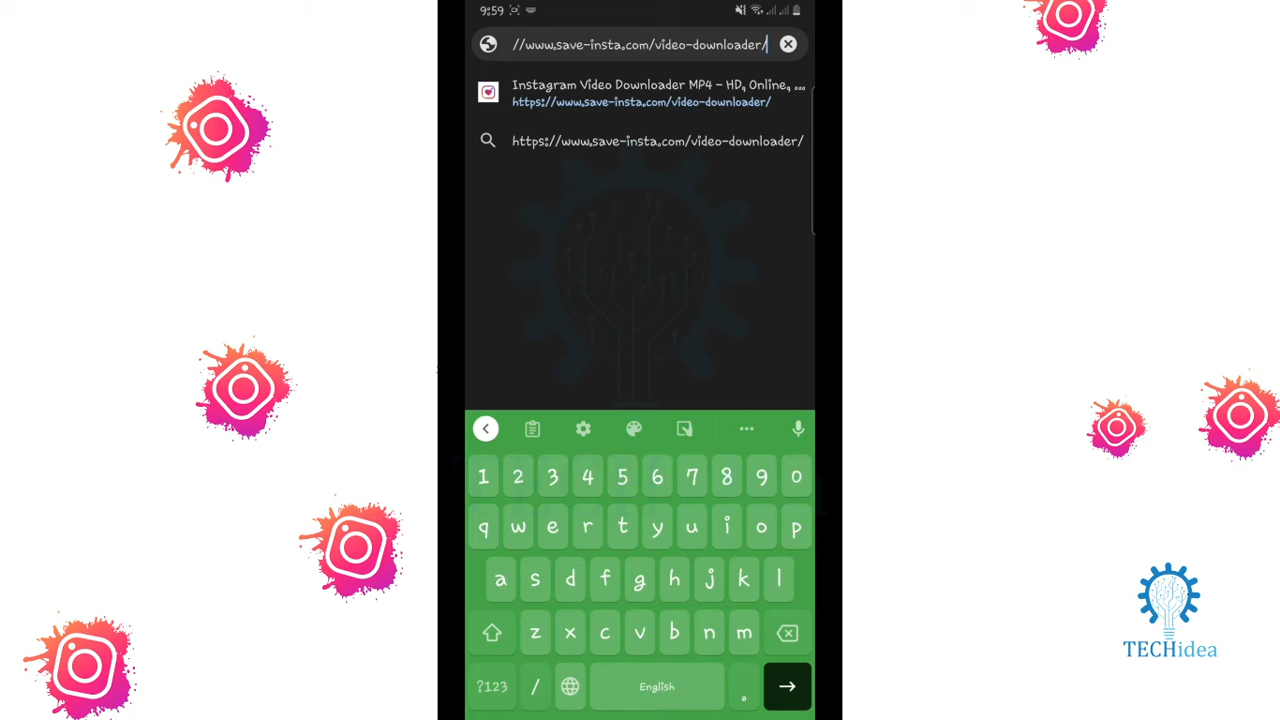 9:59
//www.save-insta.com/video-downloader/
Instagram Video Downloader MP4 - HD, Online, ...
https://www.save-insta.com/video-downloader/
https://www.save-insta.com/video-downloader/
1 2 3 4 5 6 7 8 9 0
q w e r t y u i o p
a s d f g h j k l
z x c v b n m
?123 / English .
TECHidea